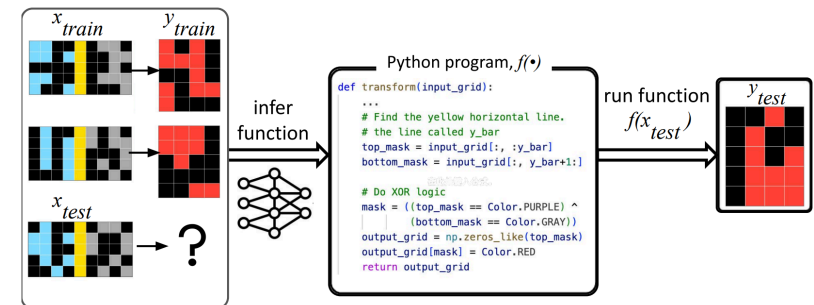 x train
y train
x test
?
infer
function
Python program, f(•)
def transform(input_grid):
...
# Find the yellow horizontal line.
# the line called y_bar
top_mask = input_grid[:, :y_bar]
bottom_mask = input_grid[:, y_bar+1:]
# Do XOR logic
mask = ((top_mask == Color.PURPLE) ^
(bottom_mask == Color.GRAY))
output_grid = np.zeros_like(top_mask)
output_grid[mask] = Color.RED
return output_grid
run function
f(x test)
y test